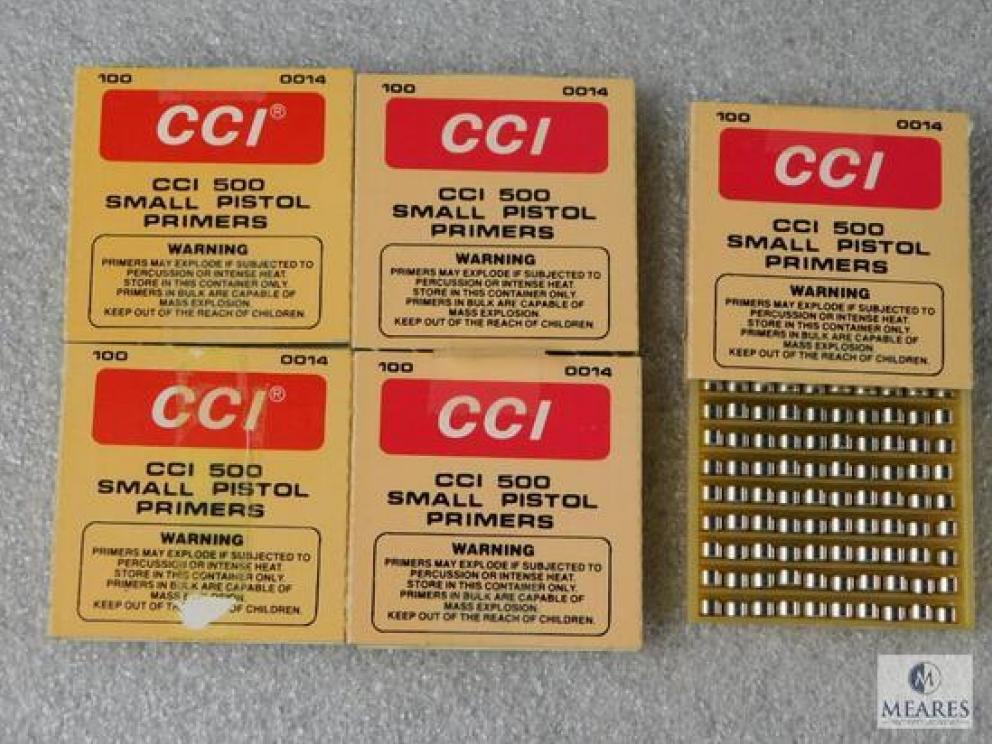 100 0014
CCI®
CCI 500
SMALL PISTOL
PRIMERS
WARNING
PRIMERS MAY EXPLODE IF SUBJECTED TO
PERCUSSION OR INTENSE HEAT.
STORE IN THIS CONTAINER ONLY.
PRIMERS IN BULK ARE CAPABLE OF
MASS EXPLOSION.
KEEP OUT OF THE REACH OF CHILDREN.
100 0014
CCI
CCI 500
SMALL PISTOL
PRIMERS
WARNING
PRIMERS MAY EXPLODE IF SUBJECTED TO
PERCUSSION OR INTENSE HEAT.
STORE IN THIS CONTAINER ONLY.
PRIMERS IN BULK ARE CAPABLE OF
MASS EXPLOSION.
KEEP OUT OF THE REACH OF CHILDREN.
100 0014
CCI
CCI 500
SMALL PISTOL
PRIMERS
WARNING
PRIMERS MAY EXPLODE IF SUBJECTED TO
PERCUSSION OR INTENSE HEAT.
STORE IN THIS CONTAINER ONLY.
PRIMERS IN BULK ARE CAPABLE OF
MASS EXPLOSION.
KEEP OUT OF THE REACH OF CHILDREN.
100 0014
CCI®
CCI 500
SMALL PISTOL
PRIMERS
WARNING
PRIMERS MAY EXPLODE IF SUBJECTED TO
PERCUSSION OR INTENSE HEAT.
STORE IN THIS CONTAINER ONLY.
PRIMERS IN BULK ARE CAPABLE OF
MASS EXPLOSION.
KEEP OUT OF OF CHILDREN.
100 0014
CCI
CCI 500
SMALL PISTOL
PRIMERS
WARNING
PRIMERS MAY EXPLODE IF SUBJECTED TO
PERCUSSION OR INTENSE HEAT.
STORE IN THIS CONTAINER ONLY.
PRIMERS IN BULK ARE CAPABLE OF
MASS EXPLOSION.
KEEP OUT OF THE REACH OF CHILDREN.
M
MEARES